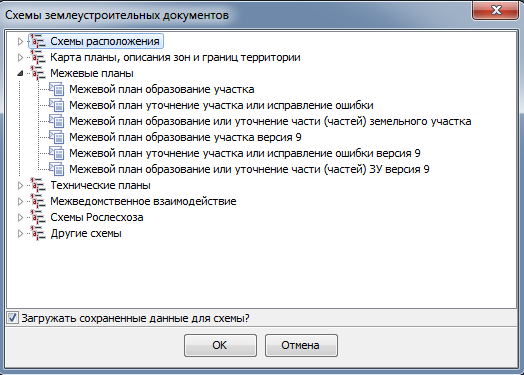 Схемы землеустроительных документов
Схемы расположения
Карта планы, описания зон и границ территории
Межевые планы
Межевой план образование участка
Межевой план уточнение участка или исправление ошибки
Межевой план образование или уточнение части (частей) земельного участка
Межевой план образование участка версия 9
Межевой план уточнение участка или исправление ошибки версия 9
Межевой план образование или уточнение части (частей) ЗУ версия 9
Технические планы
Межведомственное взаимодействие
Схемы Рослесхоза
Другие схемы
Загружать сохраненные данные для схемы?
OK Отмена